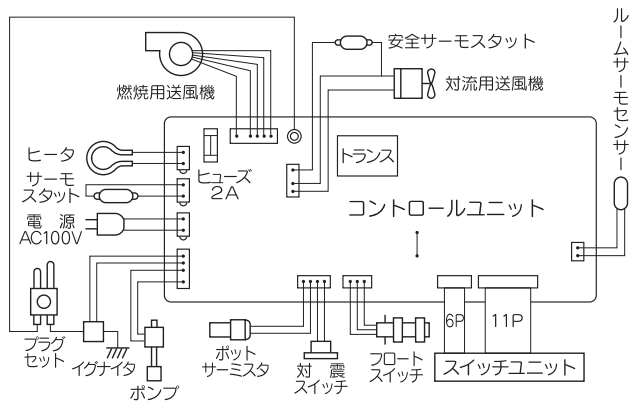 燃焼用送風機
安全サーモスタット
対流用送風機
ルームサーモセンサー
ヒータ
サーモ
スタット
電源
AC100V
ヒューズ
2A
トランス
コントロールユニット
6P
11P
プラグ
セット
イグナイタ
ポンプ
ポット
サーミスタ
対震
スイッチ
フロート
スイッチ
スイッチユニット